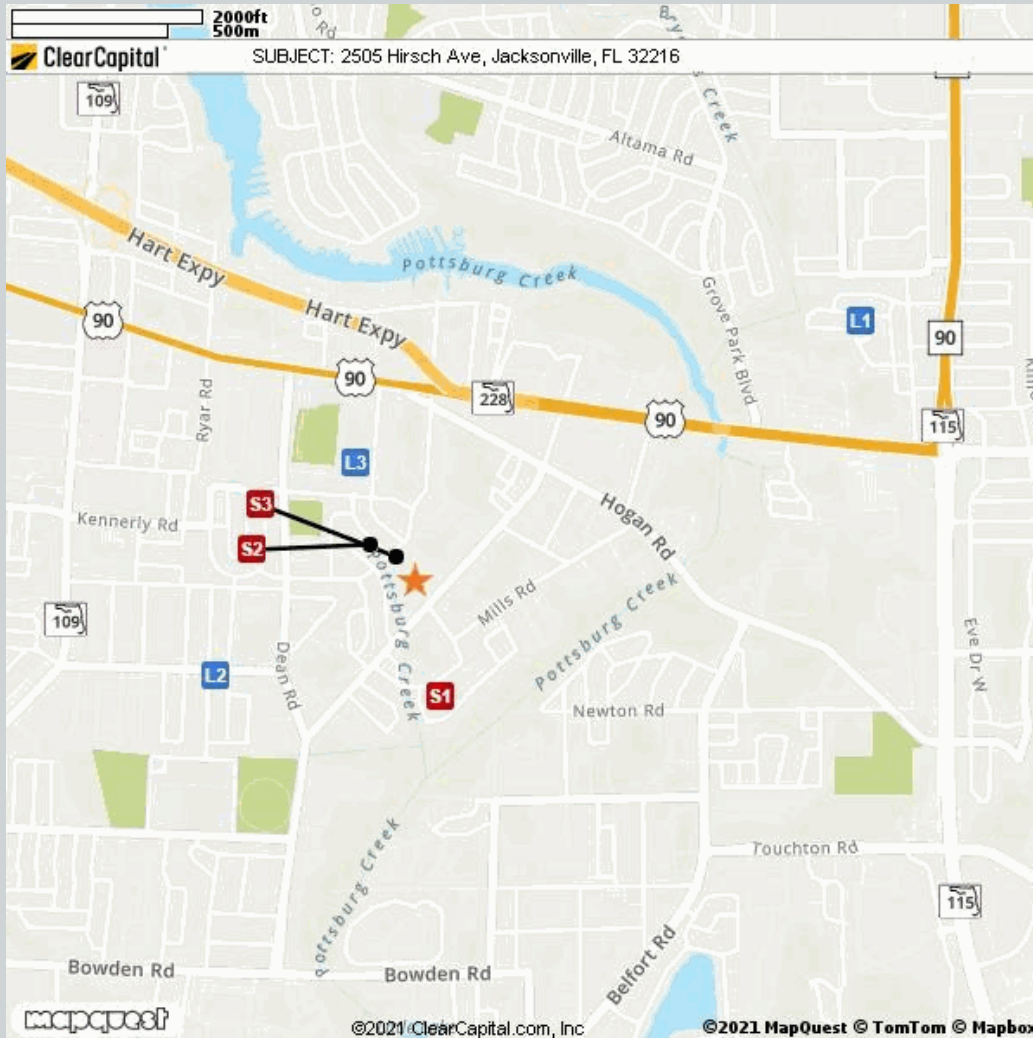 2000ft
500m
ClearCapital
SUBJECT: 2505 Hirsch Ave, Jacksonville, FL 32216
109
Creek
Altama Rd
Hart Expy
Pottsburg Creek
Hart Expy
Grove Park Blvd
90
L1
90
90
228
90
115
Ryar Rd
L3
S3
Kennerly Rd
S2
Hogan Rd
Pottsburg Creek
Mills Rd
Pottsburg Creek
109
Dean Rd
L2
S1
Eve Dr W
Newton Rd
Pottsburg Creek
Touchton Rd
115
Belfort Rd
Bowden Rd
Bowden Rd
mapquest
©2021 ClearCapital.com, Inc
©2021 MapQuest © TomTom © Mapbox